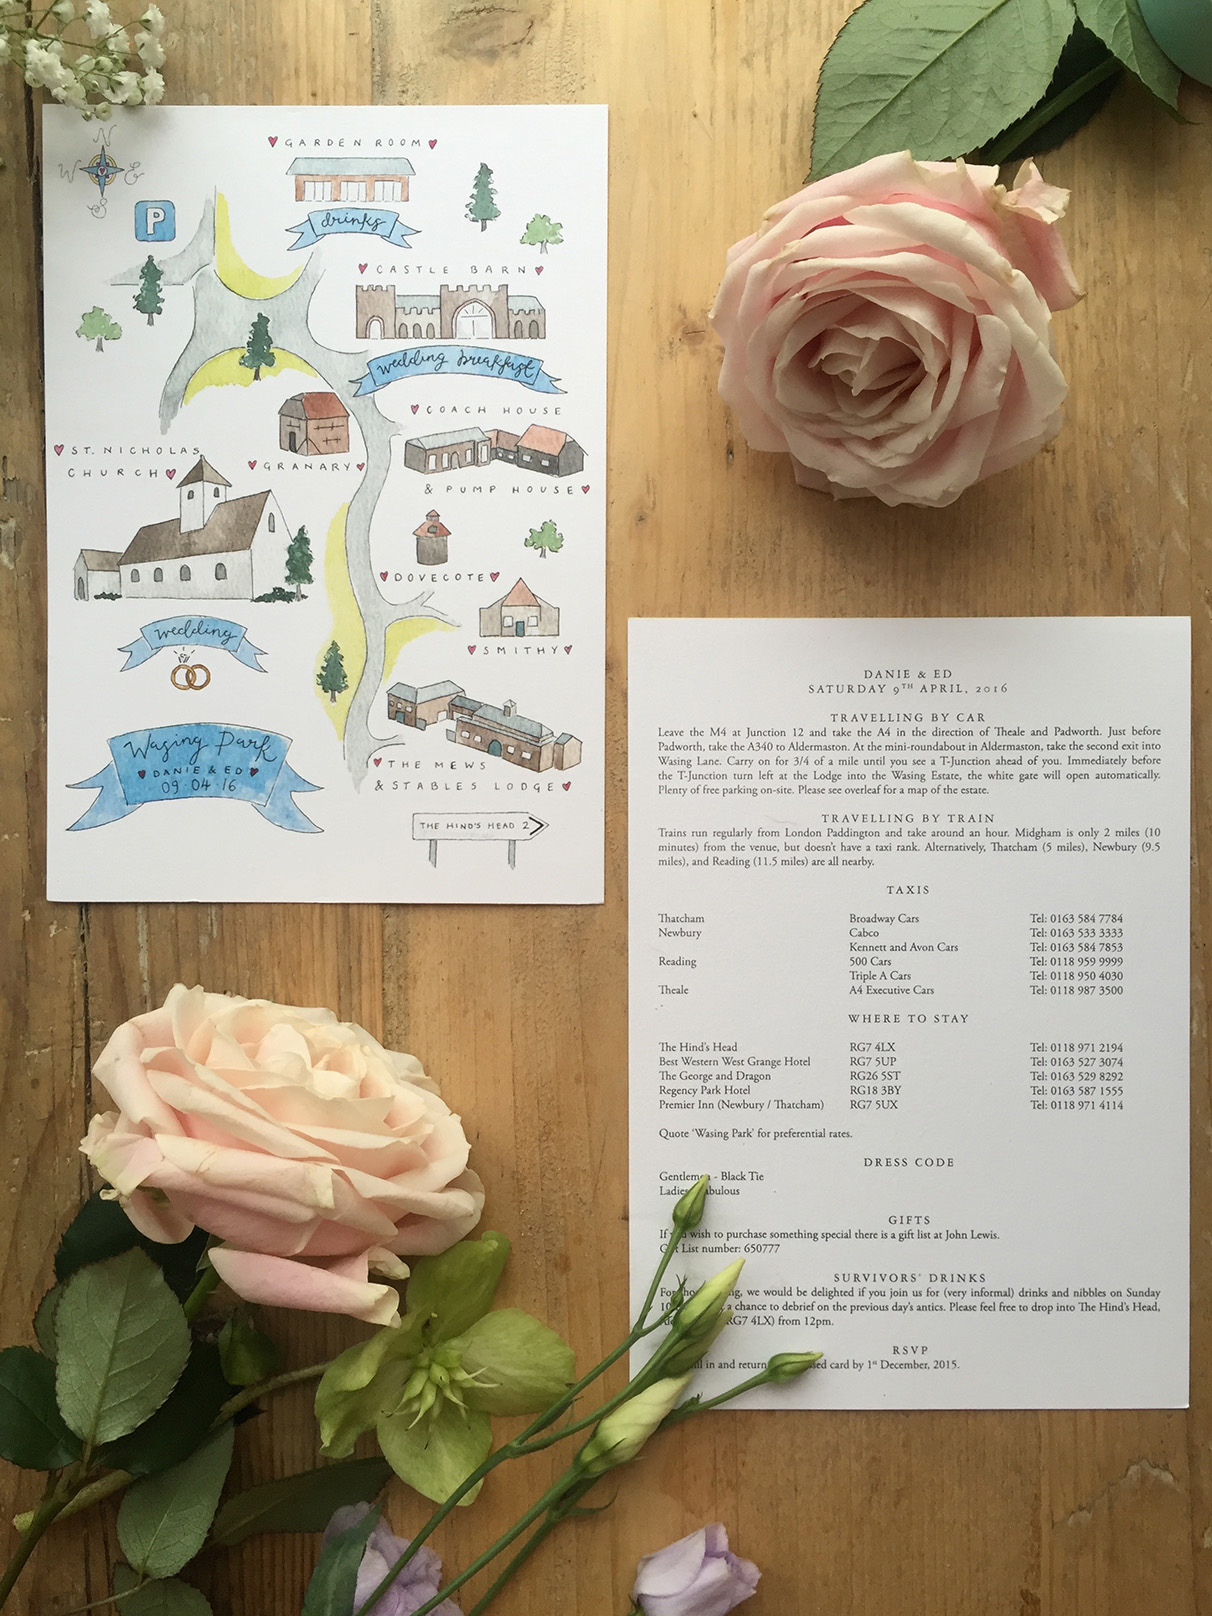 N
W E
S
P
GARDEN ROOM
drinks
CASTLE BARN
wedding breakfast
COACH HOUSE
& PUMP HOUSE
ST. NICHOLAS
CHURCH
GRANARY
DOVECOTE
SMITHY
wedding
Wasing Park
DANIE & ED
09·04·16
THE MEWS
& STABLES LODGE
THE HIND'S HEAD 2
DANIE & ED
SATURDAY 9TH APRIL, 2016
TRAVELLING BY CAR
Leave the M4 at Junction 12 and take the A4 in the direction of Theale and Padworth. Just before
Padworth, take the A340 to Aldermaston. At the mini-roundabout in Aldermaston, take the second exit into
Wasing Lane. Carry on for 3/4 of a mile until you see a T-Junction ahead of you. Immediately before
the T-Junction turn left at the Lodge into the Wasing Estate, the white gate will open automatically.
Plenty of free parking on-site. Please see overleaf for a map of the estate.
TRAVELLING BY TRAIN
Trains run regularly from London Paddington and take around an hour. Midgham is only 2 miles (10
minutes) from the venue, but doesn't have a taxi rank. Alternatively, Thatcham (5 miles), Newbury (9.5
miles), and Reading (11.5 miles) are all nearby.
TAXIS
Thatcham Broadway Cars Tel: 0163 584 7784
Newbury Cabco Tel: 0163 533 3333
Kennett and Avon Cars Tel: 0163 584 7853
Reading 500 Cars Tel: 0118 959 9999
Triple A Cars Tel: 0118 950 4030
Theale A4 Executive Cars Tel: 0118 987 3500
WHERE TO STAY
The Hind's Head RG7 4LX Tel: 0118 971 2194
Best Western West Grange Hotel RG7 5UP Tel: 0163 527 3074
The George and Dragon RG26 5ST Tel: 0163 529 8292
Regency Park Hotel RG18 3BY Tel: 0163 587 1555
Premier Inn (Newbury / Thatcham) RG7 5UX Tel: 0118 971 4114
Quote 'Wasing Park' for preferential rates.
DRESS CODE
Gentlemen - Black Tie
Ladies
GIFTS
If you wish to purchase something special there is a gift list at John Lewis.
Gift List number: 650777
SURVIVORS' DRINKS
we would be delighted if you join us for (very informal) drinks and nibbles on Sunday
a chance to debrief on the previous day's antics. Please feel free to drop into The Hind's Head,
RG7 4LX) from 12pm.
RSVP
in and return card by 1st December, 2015.